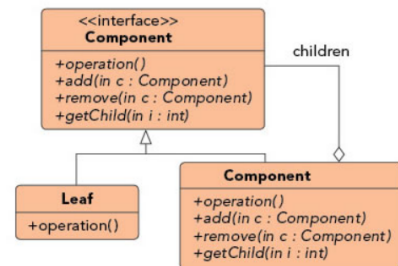 <<interface>>
Component
+operation()
+add(in c : Component)
+remove(in c : Component)
+getChild(in i : int)
children
Leaf
+operation()
Component
+operation()
+add(in c : Component)
+remove(in c : Component)
+getChild(in i : int)